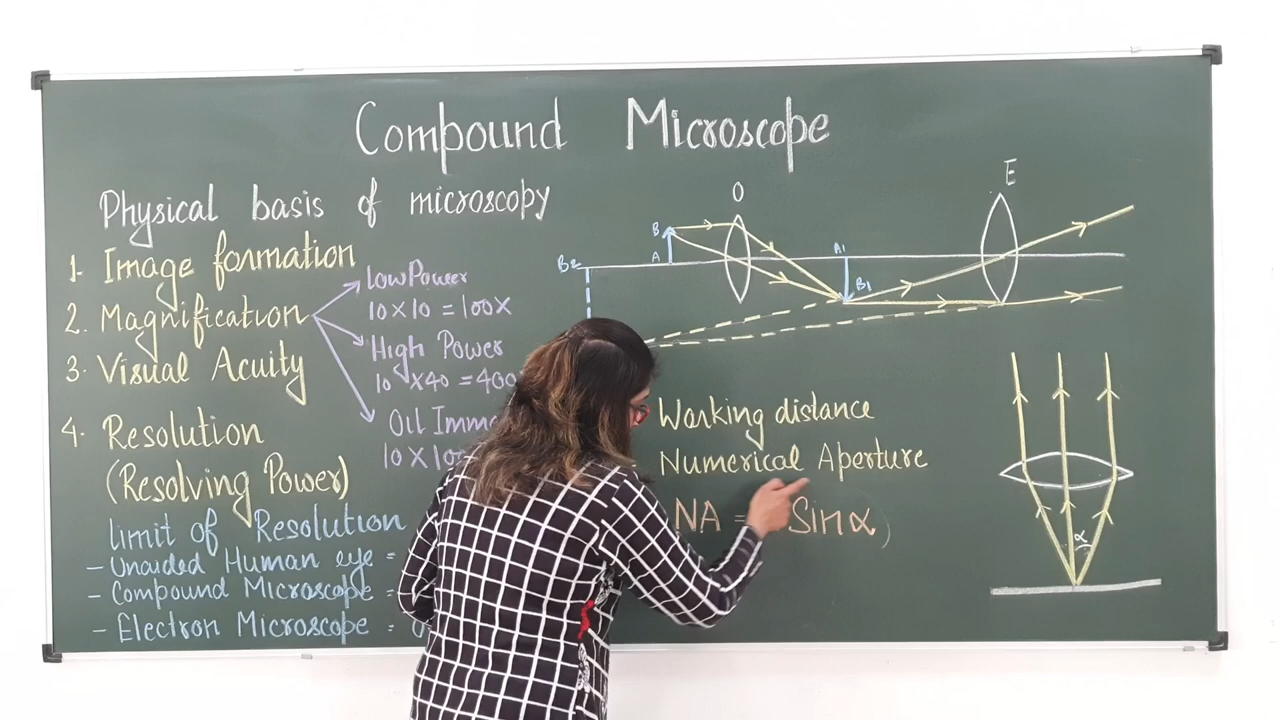 Compound Microscope
Physical basis of microscopy
1. Image formation
2. Magnification
3. Visual Acuity
4. Resolution
(Resolving Power)
limit of Resolution
- Unaided Human eye =
- Compound Microscope =
- Electron Microscope =
Low Power
10 X 10 = 100X
High Power
10 X 40 = 400
Oil Imme
10 X 10
O
E
B
A
A1
B1
B2
Working distance
Numerical Aperture
NA = Sin α
α